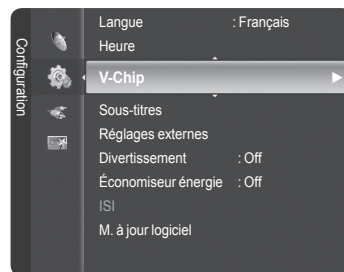 Configuration
Langue : Français
Heure
V-Chip
Sous-titres
Réglages externes
Divertissement : Off
Économiseur énergie : Off
ISI
M. à jour logiciel